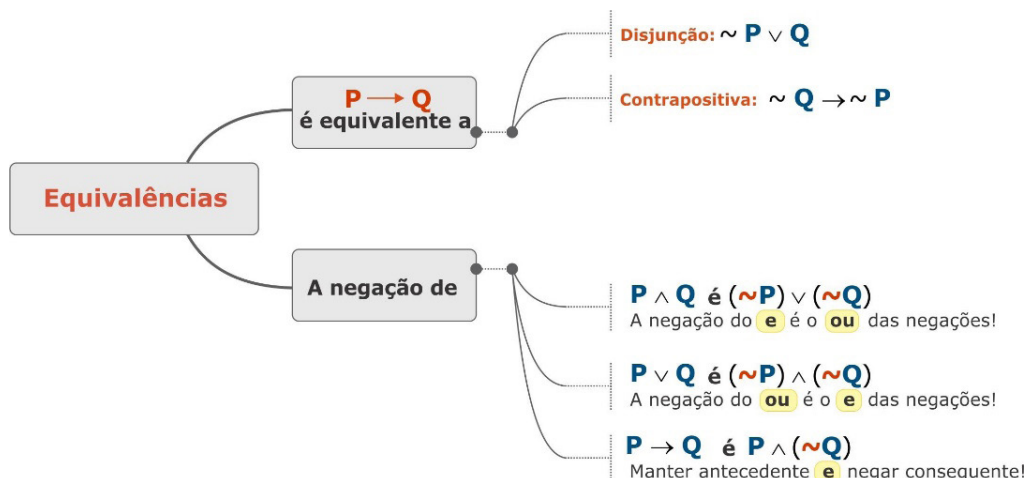 Equivalências
P → Q
é equivalente a
Disjunção: ~ P ∨ Q
Contrapositiva: ~ Q → ~ P
A negação de
P ∧ Q é (~P) ∨ (~Q)
A negação do e é o ou das negações!
P ∨ Q é (~P) ∧ (~Q)
A negação do ou é o e das negações!
P → Q é P ∧ (~Q)
Manter antecedente e negar consequente!